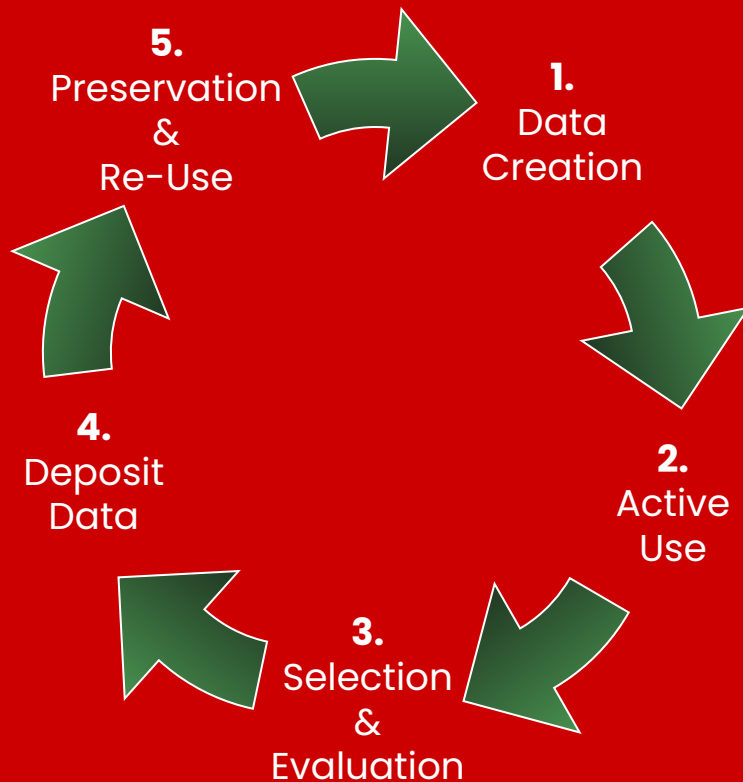 1.
Data
Creation
2.
Active
Use
3.
Selection
&
Evaluation
4.
Deposit
Data
5.
Preservation
&
Re-Use